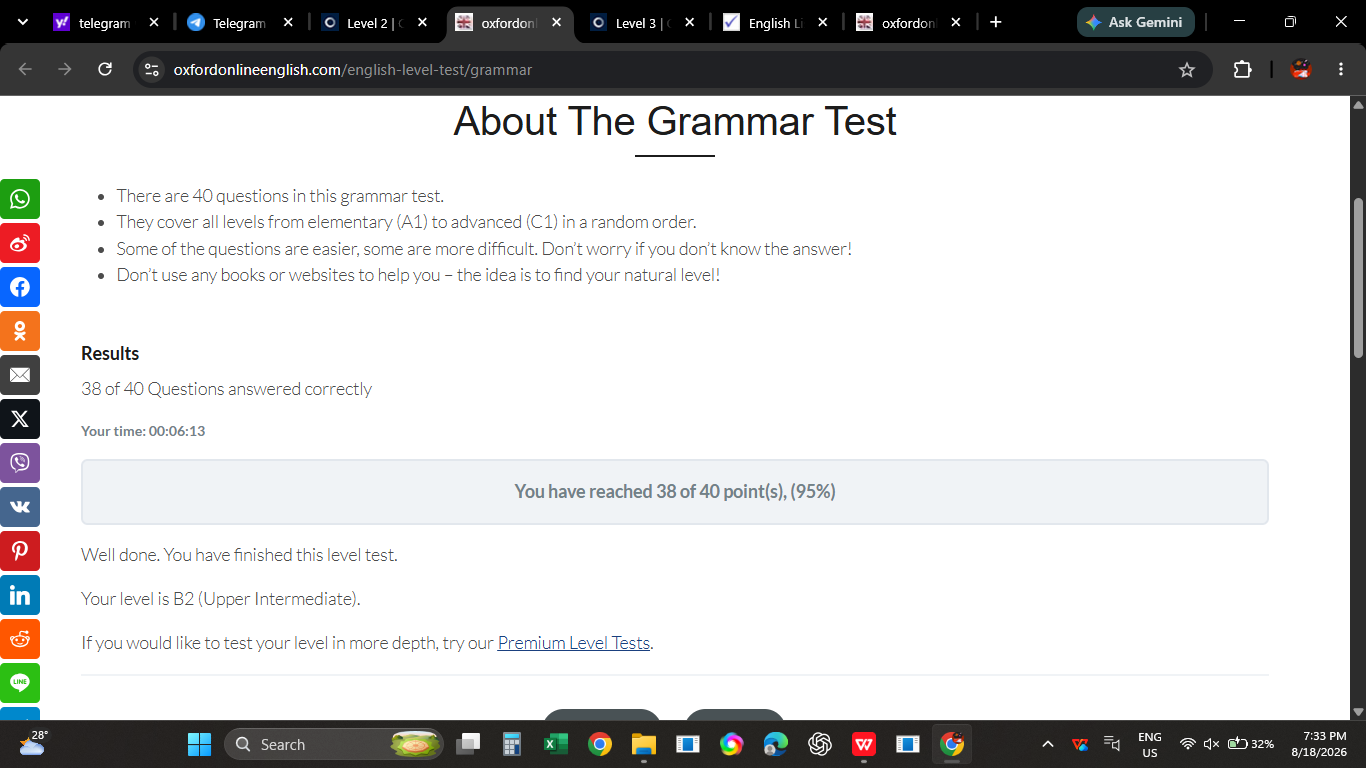 telegram
Telegram
Level 2 | C
oxfordonl
Level 3 |
English Li
oxfordon
Ask Gemini
oxfordonlineenglish.com/english-level-test/grammar
About The Grammar Test
There are 40 questions in this grammar test.
They cover all levels from elementary (A1) to advanced (C1) in a random order.
Some of the questions are easier, some are more difficult. Don’t worry if you don’t know the answer!
Don’t use any books or websites to help you – the idea is to find your natural level!
Results
38 of 40 Questions answered correctly
Your time: 00:06:13
You have reached 38 of 40 point(s), (95%)
Well done. You have finished this level test.
Your level is B2 (Upper Intermediate).
If you would like to test your level in more depth, try our Premium Level Tests.
LINE
28°
Search
ENG
US
32%
7:33 PM
8/18/2026